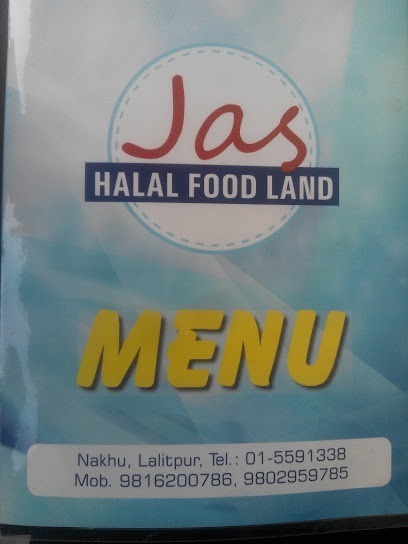 Jas
HALAL FOOD LAND
MENU
Nakhu, Lalitpur, Tel.: 01-5591338
Mob. 9816200786, 9802959785